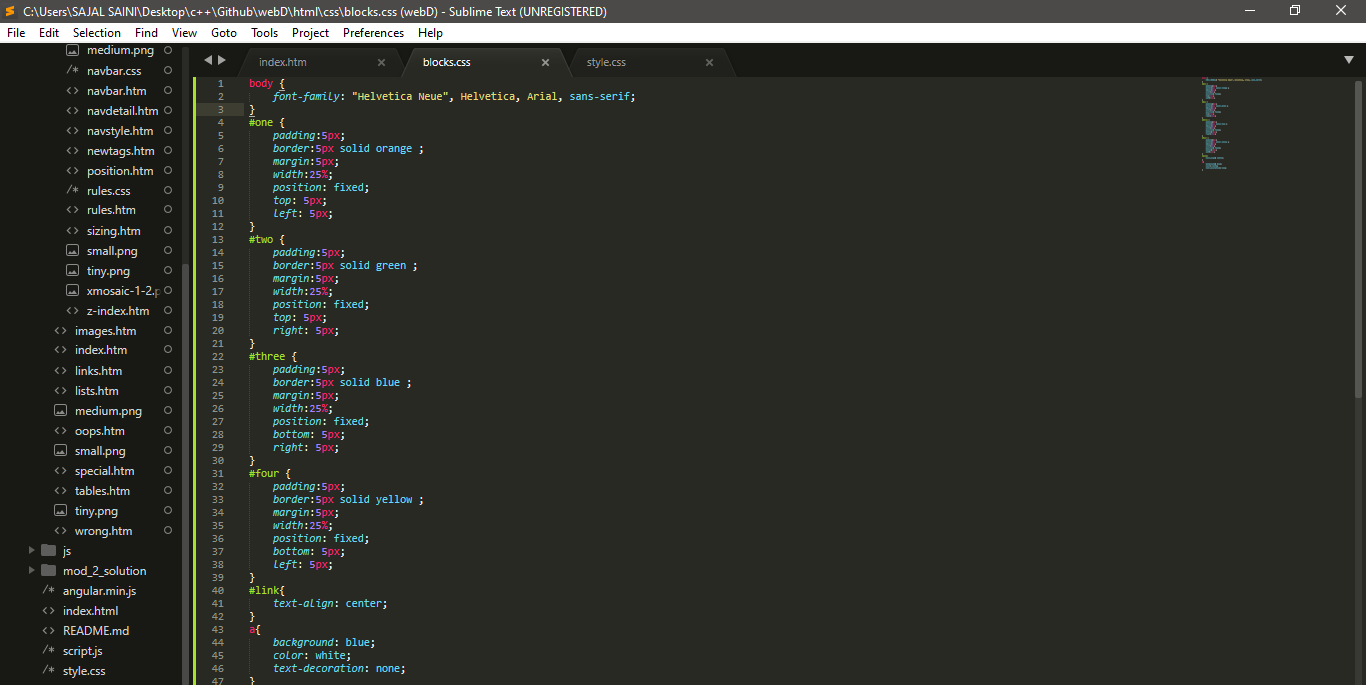 C:\Users\SAJAL SAINI\Desktop\c++\Github\webD\html\css\blocks.css (webD) - Sublime Text (UNREGISTERED)
File Edit Selection Find View Goto Tools Project Preferences Help
medium.png
/* navbar.css
<> navbar.htm
<> navdetail.htm
<> navstyle.htm
<> newtags.htm
<> position.htm
/* rules.css
<> rules.htm
<> sizing.htm
small.png
tiny.png
xmosaic-1-2.p
<> z-index.htm
<> images.htm
<> index.htm
<> links.htm
<> lists.htm
medium.png
<> oops.htm
small.png
<> special.htm
<> tables.htm
tiny.png
<> wrong.htm
js
mod_2_solution
/* angular.min.js
<> index.html
<> README.md
/* script.js
/* style.css
index.htm × blocks.css × style.css ×
1 body {
2 font-family: "Helvetica Neue", Helvetica, Arial, sans-serif;
3 }
4 #one {
5 padding:5px;
6 border:5px solid orange ;
7 margin:5px;
8 width:25%;
9 position: fixed;
10 top: 5px;
11 left: 5px;
12 }
13 #two {
14 padding:5px;
15 border:5px solid green ;
16 margin:5px;
17 width:25%;
18 position: fixed;
19 top: 5px;
20 right: 5px;
21 }
22 #three {
23 padding:5px;
24 border:5px solid blue ;
25 margin:5px;
26 width:25%;
27 position: fixed;
28 bottom: 5px;
29 right: 5px;
30 }
31 #four {
32 padding:5px;
33 border:5px solid yellow ;
34 margin:5px;
35 width:25%;
36 position: fixed;
37 bottom: 5px;
38 left: 5px;
39 }
40 #link{
41 text-align: center;
42 }
43 a{
44 background: blue;
45 color: white;
46 text-decoration: none;
47 }